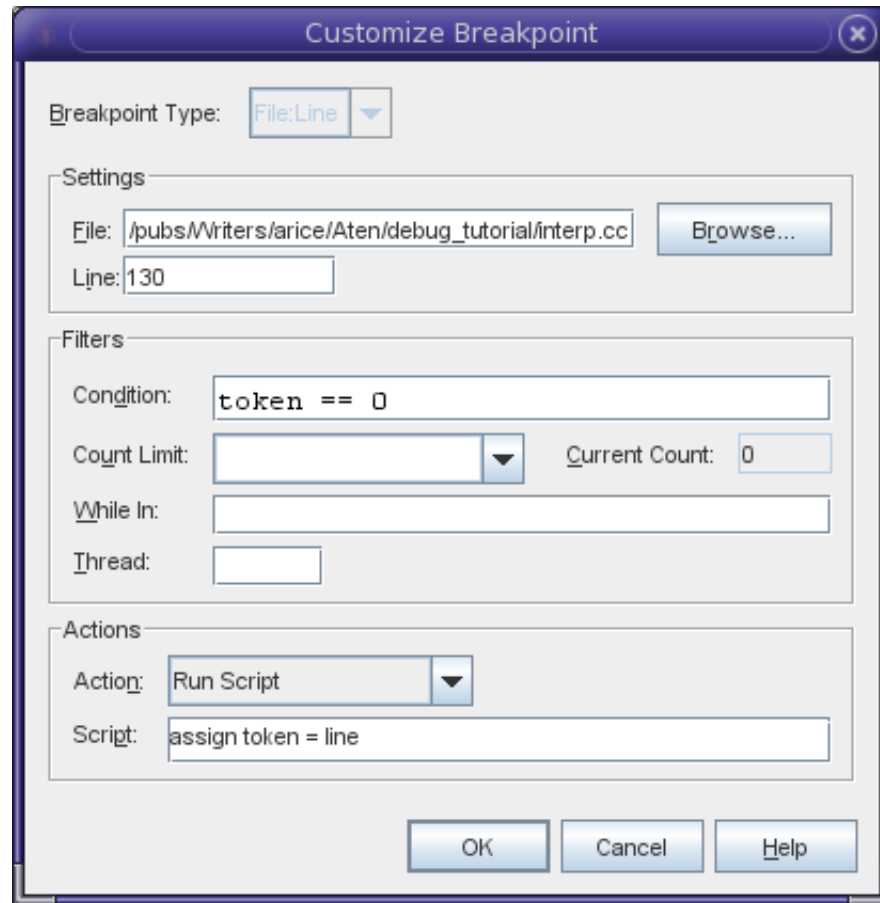 Customize Breakpoint
Breakpoint Type: File:Line
Settings
File: /pubs/Writers/arice/Aten/debug_tutorial/interp.cc Browse...
Line: 130
Filters
Condition: token == 0
Count Limit: Current Count: 0
While In:
Thread:
Actions
Action: Run Script
Script: assign token = line
OK Cancel Help